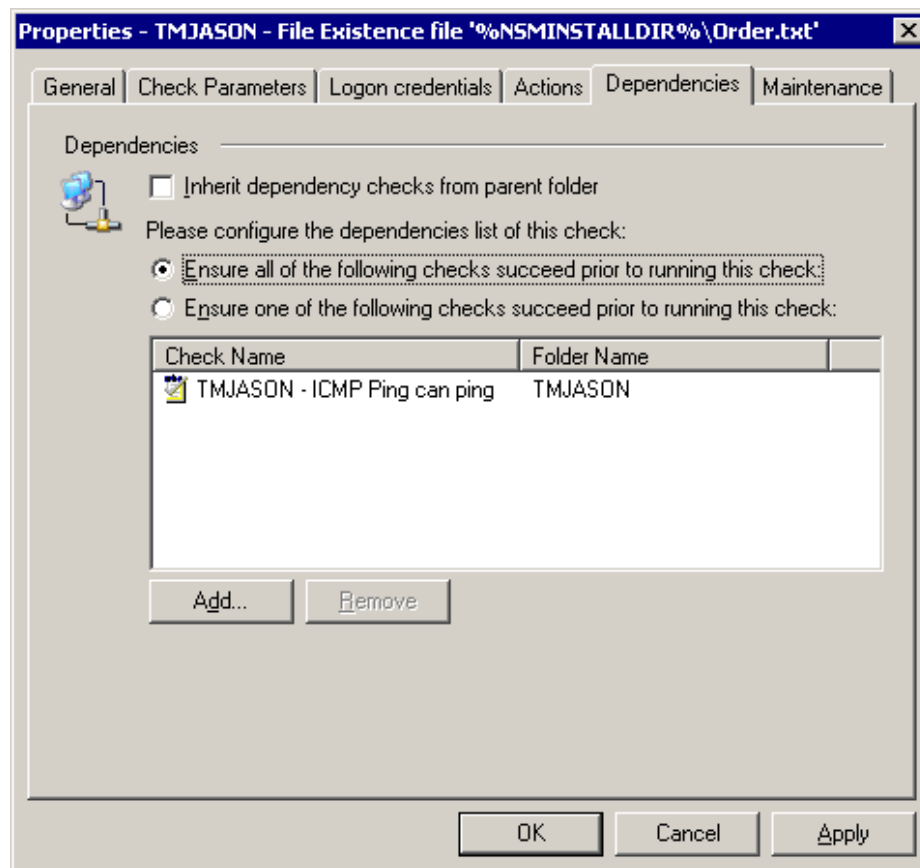 Properties - TMJASON - File Existence file '%NSMINSTALLDIR%\Order.txt'
General Check Parameters Logon credentials Actions Dependencies Maintenance
Dependencies
Inherit dependency checks from parent folder
Please configure the dependencies list of this check:
Ensure all of the following checks succeed prior to running this check:
Ensure one of the following checks succeed prior to running this check:
Check Name Folder Name
TMJASON - ICMP Ping can ping TMJASON
Add... Remove
OK Cancel Apply